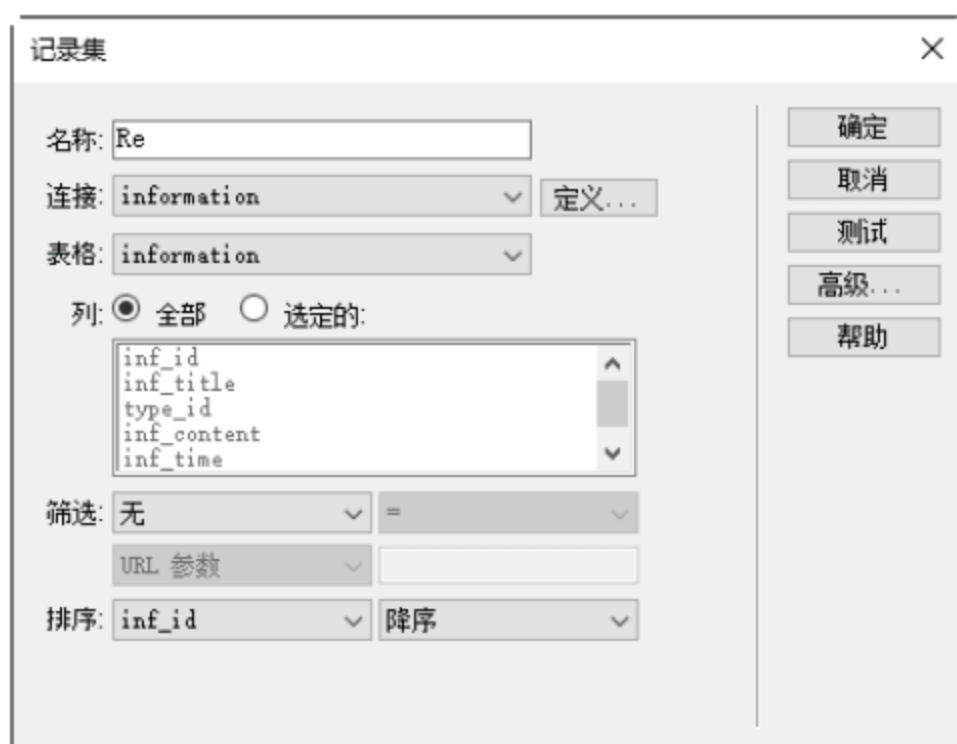 记录集
名称: Re
连接: information 定义...
表格: information
列: 全部 选定的:
inf_id
inf_title
type_id
inf_content
inf_time
筛选: 无 =
URL 参数
排序: inf_id 降序
确定
取消
测试
高级...
帮助